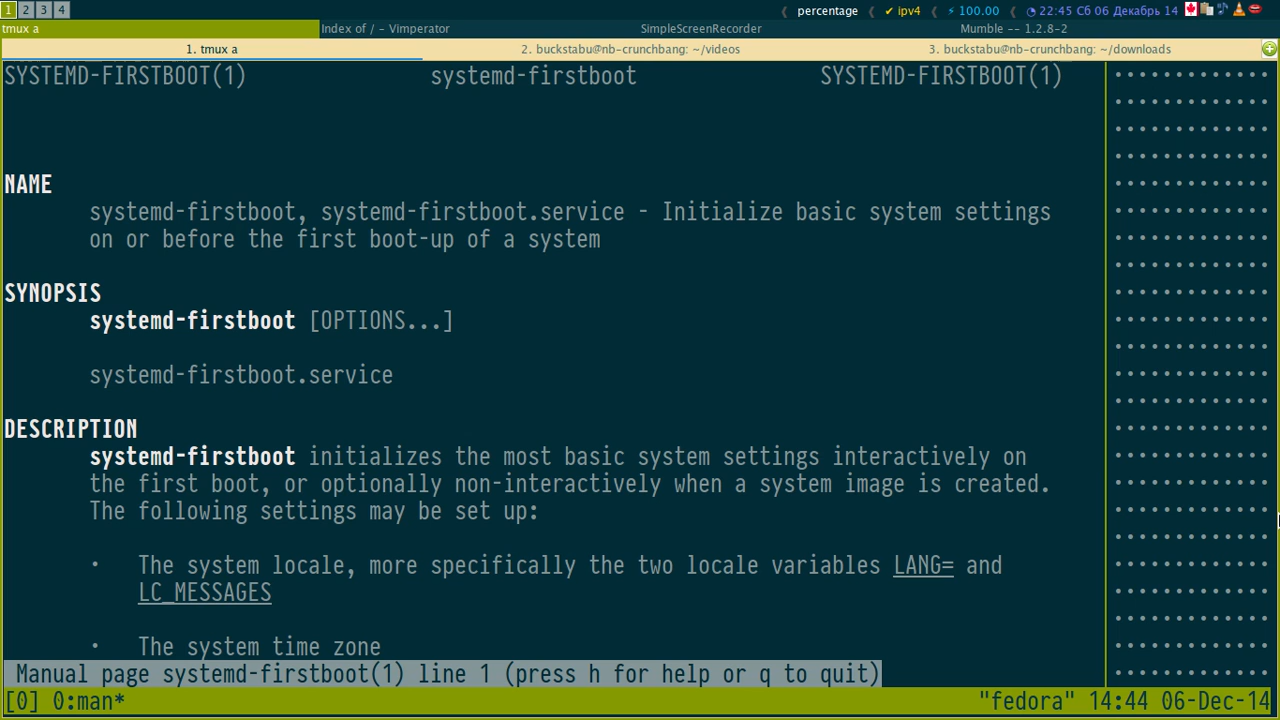 1 2 3 4 percentage ✔ ipv4 ⚡ 100.00 22:45 Сб 06 Декабрь 14
tmux a Index of / - Vimperator SimpleScreenRecorder Mumble -- 1.2.8-2
1. tmux a 2. buckstabu@nb-crunchbang: ~/videos 3. buckstabu@nb-crunchbang: ~/downloads
SYSTEMD-FIRSTBOOT(1) systemd-firstboot SYSTEMD-FIRSTBOOT(1)
NAME
systemd-firstboot, systemd-firstboot.service - Initialize basic system settings
on or before the first boot-up of a system
SYNOPSIS
systemd-firstboot [OPTIONS...]
systemd-firstboot.service
DESCRIPTION
systemd-firstboot initializes the most basic system settings interactively on
the first boot, or optionally non-interactively when a system image is created.
The following settings may be set up:
· The system locale, more specifically the two locale variables LANG= and
LC_MESSAGES
· The system time zone
Manual page systemd-firstboot(1) line 1 (press h for help or q to quit)
[0] 0:man* "fedora" 14:44 06-Dec-14